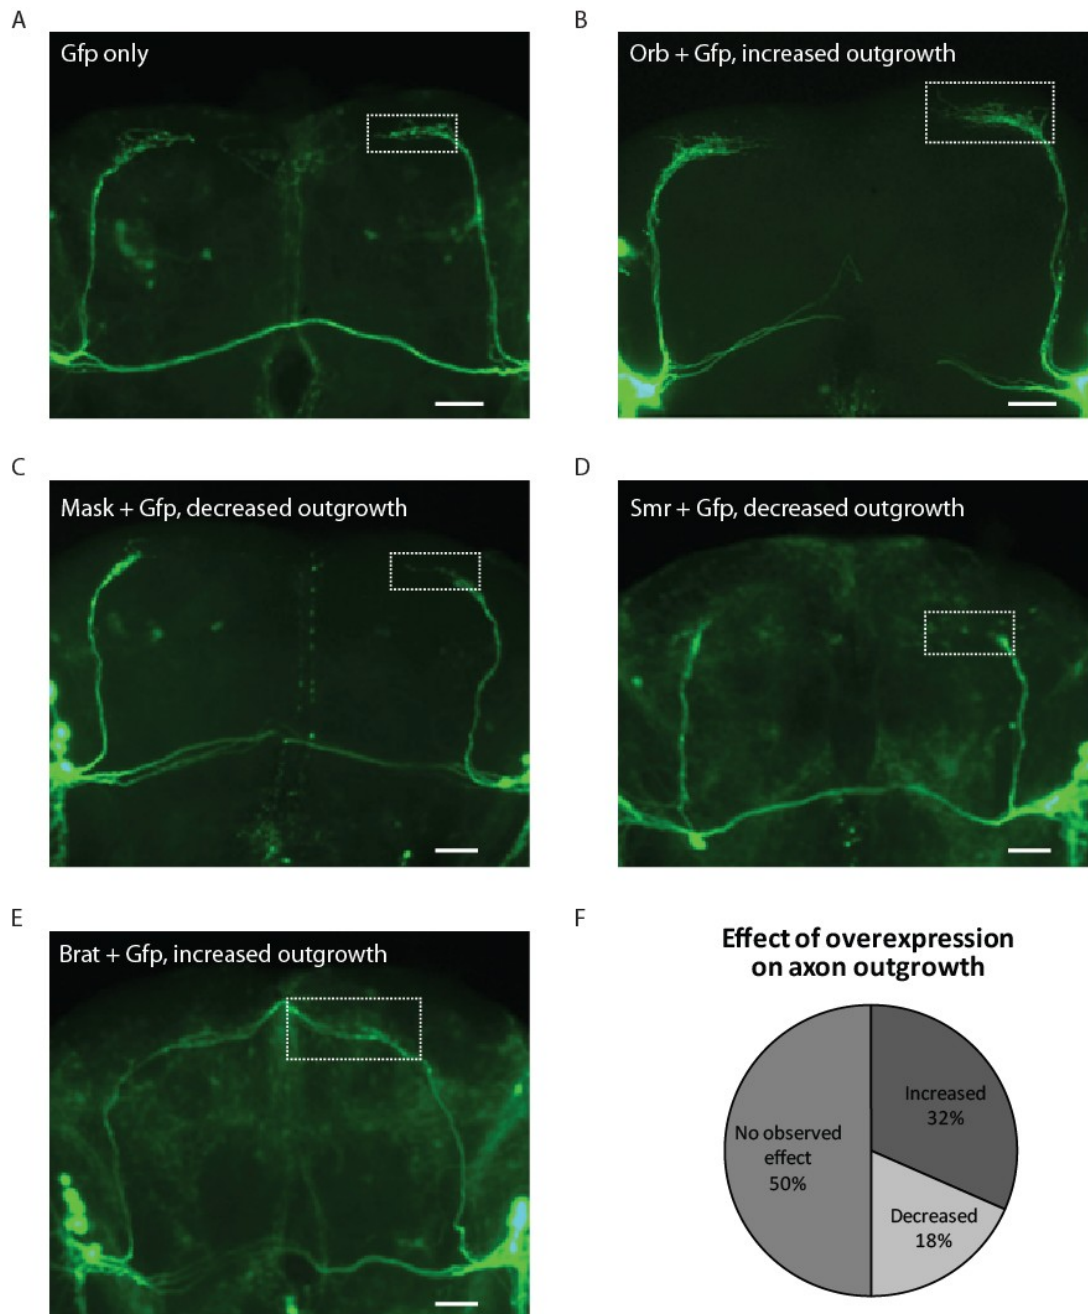 A
Gfp only
B
Orb + Gfp, increased outgrowth
C
Mask + Gfp, decreased outgrowth
D
Smr + Gfp, decreased outgrowth
E
Brat + Gfp, increased outgrowth
F
Effect of overexpression
on axon outgrowth
Increased
32%
No observed
effect
50%
Decreased
18%